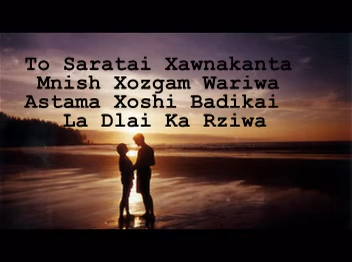 To Saratai Xawnakanta
Mnish Xozgam Wariwa
Astama Xoshi Badikai
La Dlai Ka Rziwa